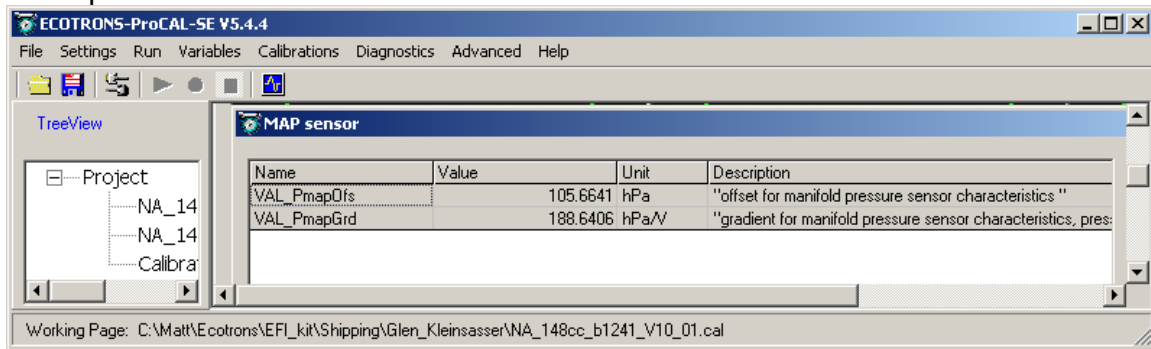 ECOTRONS-ProCAL-SE V5.4.4
File Settings Run Variables Calibrations Diagnostics Advanced Help
TreeView
MAP sensor
Project
NA_14
NA_14
Calibra
Name Value Unit Description
VAL_PmapOfs 105.6641 hPa "offset for manifold pressure sensor characteristics "
VAL_PmapGrd 188.6406 hPa/V "gradient for manifold pressure sensor characteristics, pres
Working Page: C:\Matt\Ecotrons\EFI_kit\Shipping\Glen_Kleinsasser\NA_148cc_b1241_V10_01.cal